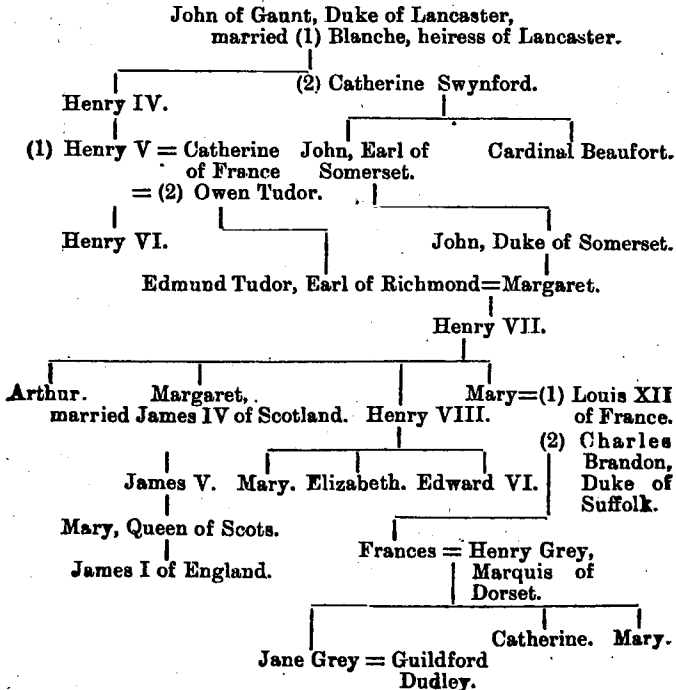 John of Gaunt, Duke of Lancaster,
married (1) Blanche, heiress of Lancaster.
(2) Catherine Swynford.
Henry IV.
(1) Henry V = Catherine John, Earl of Cardinal Beaufort.
of France Somerset.
= (2) Owen Tudor.
Henry VI. John, Duke of Somerset.
Edmund Tudor, Earl of Richmond=Margaret.
Henry VII.
Arthur. Margaret, Mary=(1) Louis XII
married James IV of Scotland. Henry VIII. of France.
(2) Charles
Brandon,
James V. Mary. Elizabeth. Edward VI. Duke of
Suffolk.
Mary, Queen of Scots.
Frances = Henry Grey,
James I of England. Marquis of
Dorset.
Catherine. Mary.
Jane Grey = Guildford
Dudley.